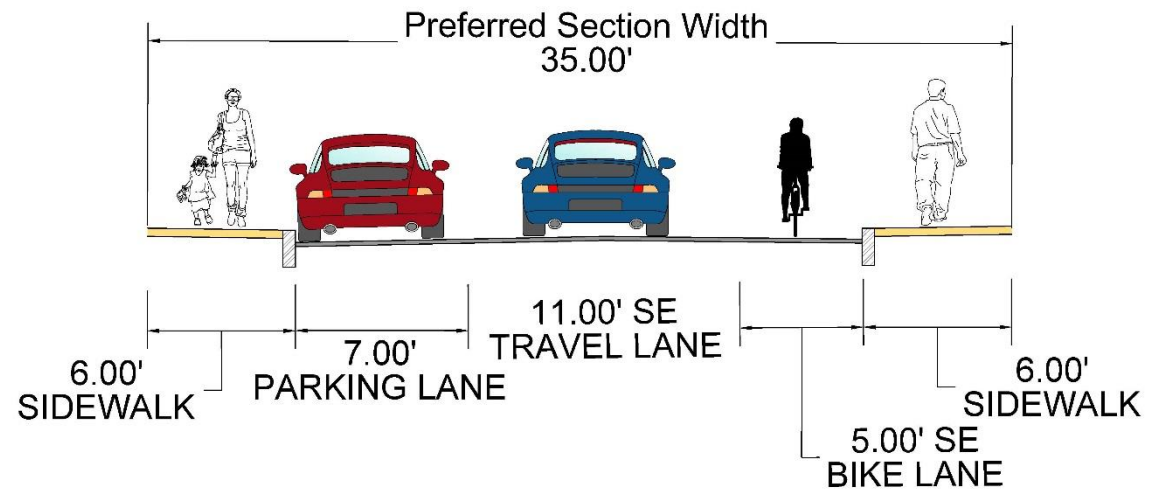 Preferred Section Width
35.00'
6.00'
SIDEWALK
7.00'
PARKING LANE
11.00' SE
TRAVEL LANE
5.00' SE
BIKE LANE
6.00'
SIDEWALK